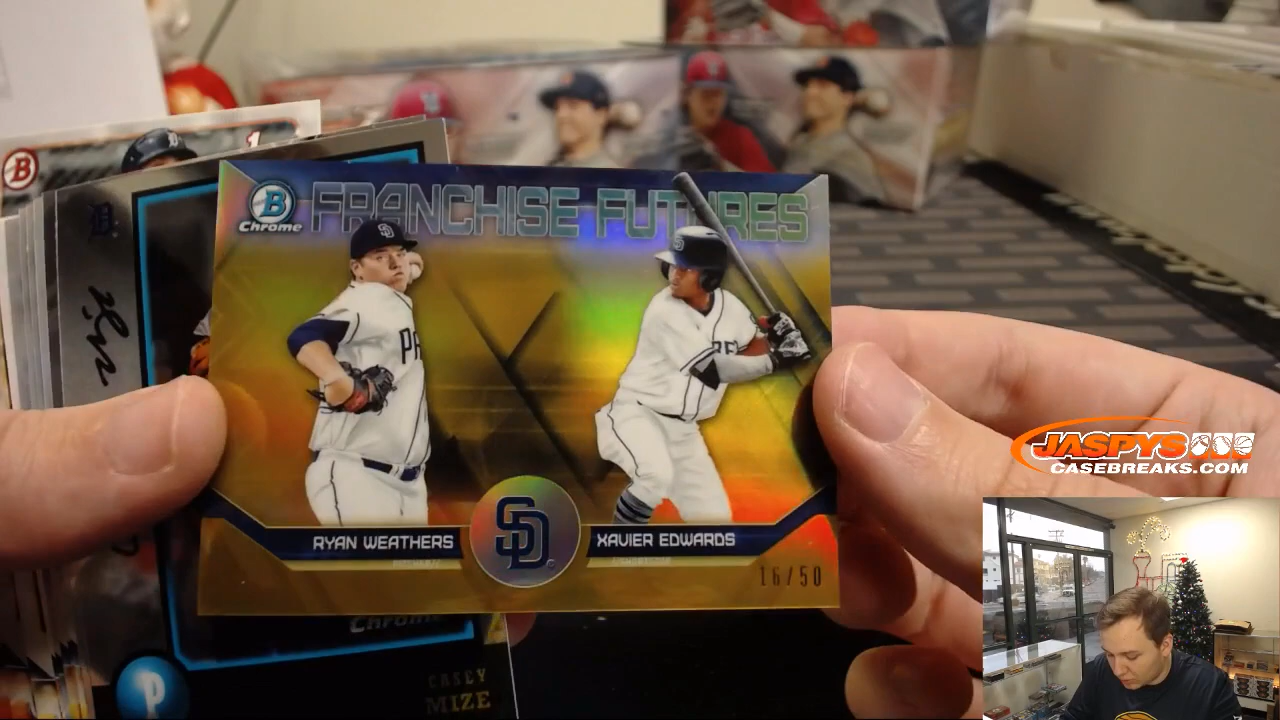 B
B
Chrome
FRANCHISE FUTURES
RYAN WEATHERS
SD
XAVIER EDWARDS
16/50
Chrome
P
CASEY
MIZE
JASPYS
CASEBREAKS.COM